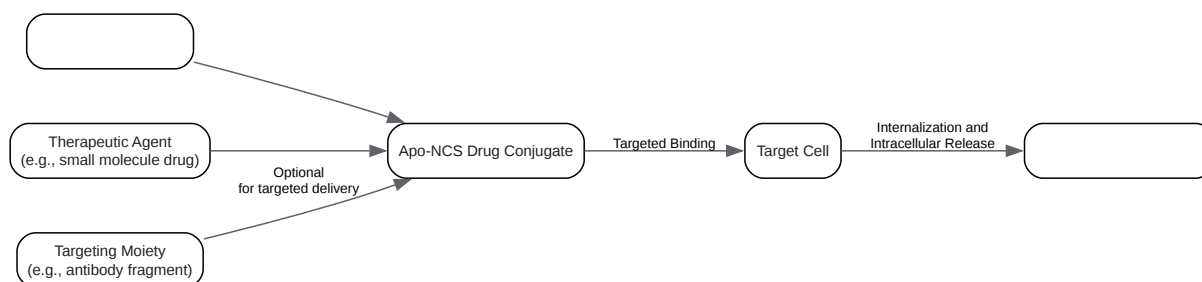 Therapeutic Agent
(e.g., small molecule drug)
Optional
for targeted delivery
Targeting Moiety
(e.g., antibody fragment)
Apo-NCS Drug Conjugate
Targeted Binding
Target Cell
Internalization and
Intracellular Release